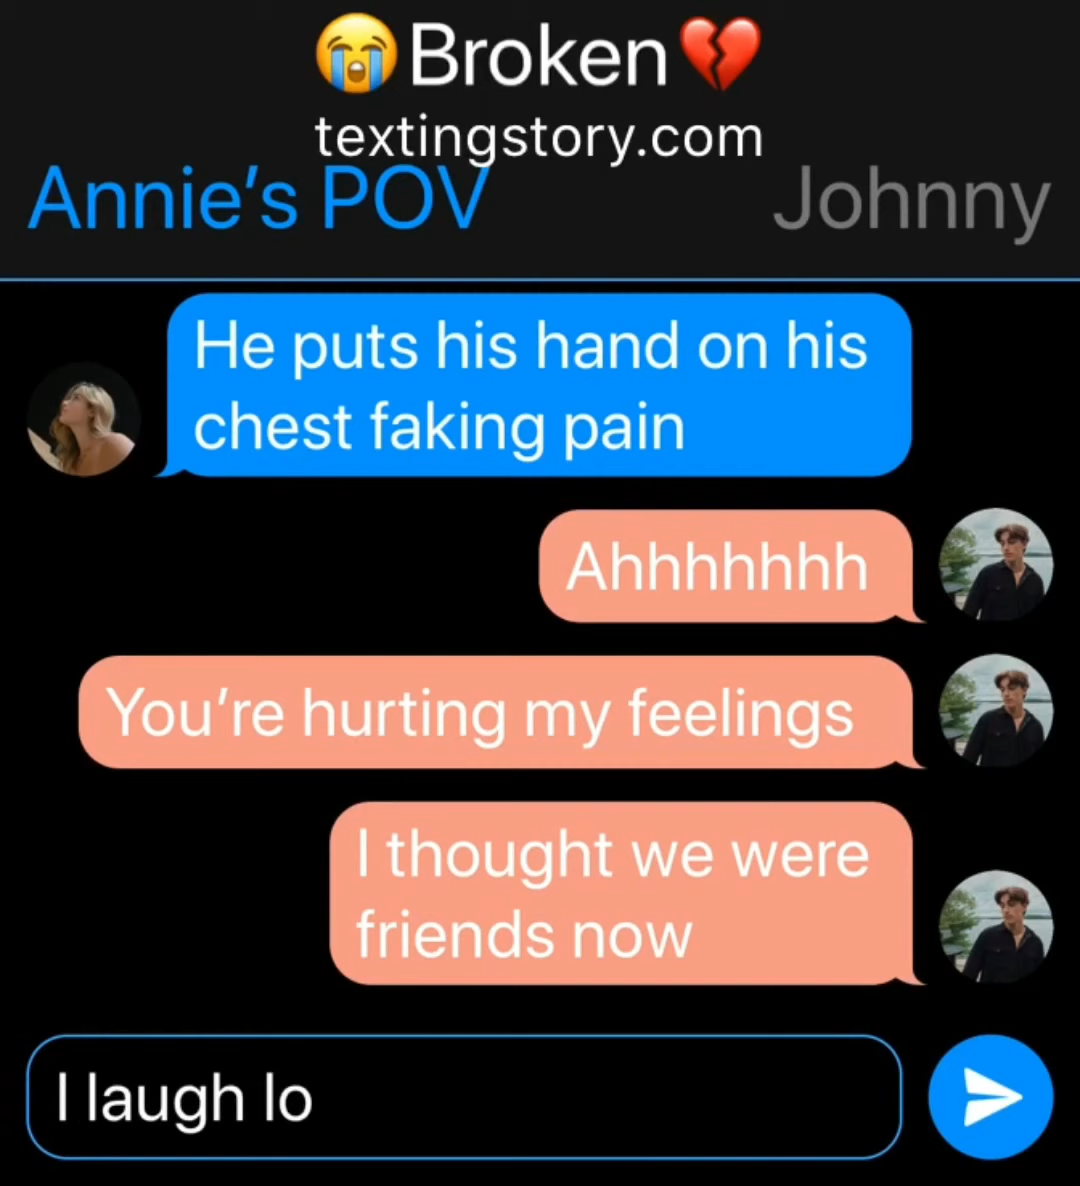 😭Broken💔
textingstory.com
Annie’s POV
Johnny
He puts his hand on his
chest faking pain
Ahhhhhhh
You’re hurting my feelings
I thought we were
friends now
I laugh lo